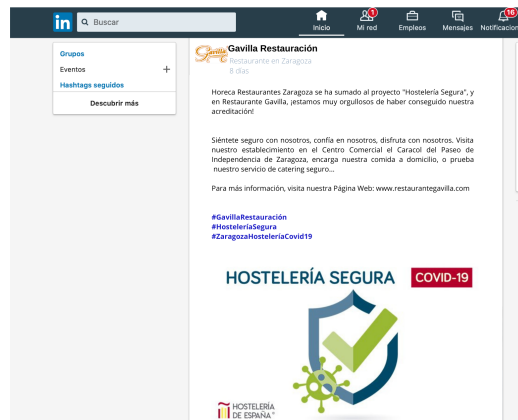 in
Buscar
Inicio
1
Mi red
Empleos
Mensajes
16
Notificacion
Grupos
Eventos +
Hashtags seguidos
Descubrir más
Gavilla
Gavilla Restauración
Restaurante en Zaragoza
8 días
Horeca Restaurantes Zaragoza se ha sumado al proyecto "Hostelería Segura", y
en Restaurante Gavilla, ¡estamos muy orgullosos de haber conseguido nuestra
acreditación!
Siéntete seguro con nosotros, confía en nosotros, disfruta con nosotros. Visita
nuestro establecimiento en el Centro Comercial el Caracol del Paseo de
Independencia de Zaragoza, encarga nuestra comida a domicilio, o prueba
nuestro servicio de catering seguro...
Para más información, visita nuestra Página Web: www.restaurantegavilla.com
#GavillaRestauración
#HosteleríaSegura
#ZaragozaHosteleríaCovid19
HOSTELERÍA SEGURA COVID-19
HOSTELERÍA
DE ESPAÑA